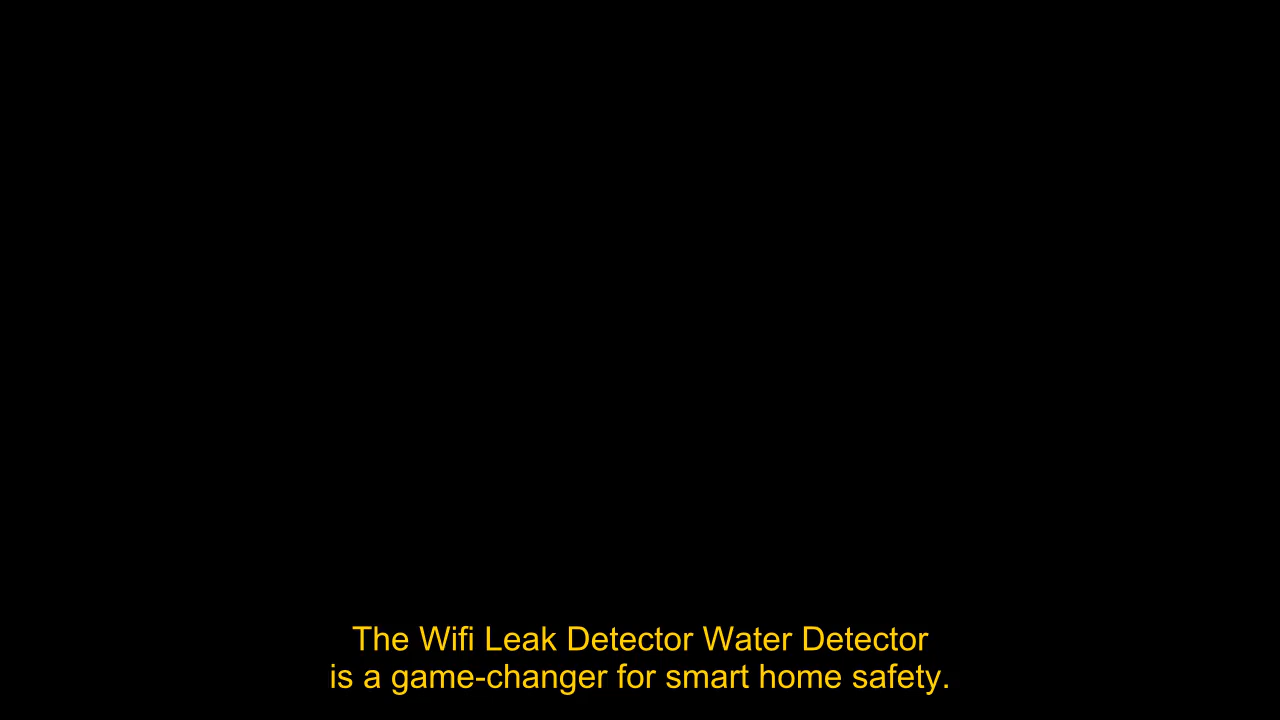 The Wifi Leak Detector Water Detector
is a game-changer for smart home safety.